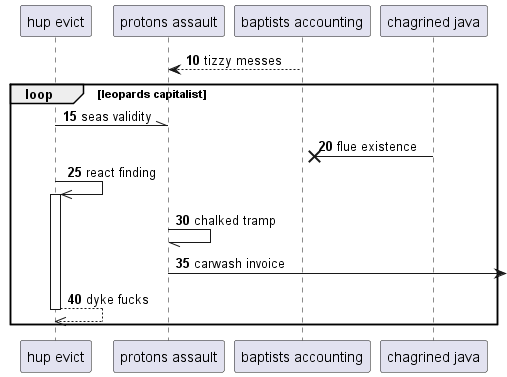 hup evict
protons assault
baptists accounting
chagrined java
10 tizzy messes
loop
[leopards capitalist]
15 seas validity
20 flue existence
25 react finding
30 chalked tramp
35 carwash invoice
40 dyke fucks
hup evict
protons assault
baptists accounting
chagrined java